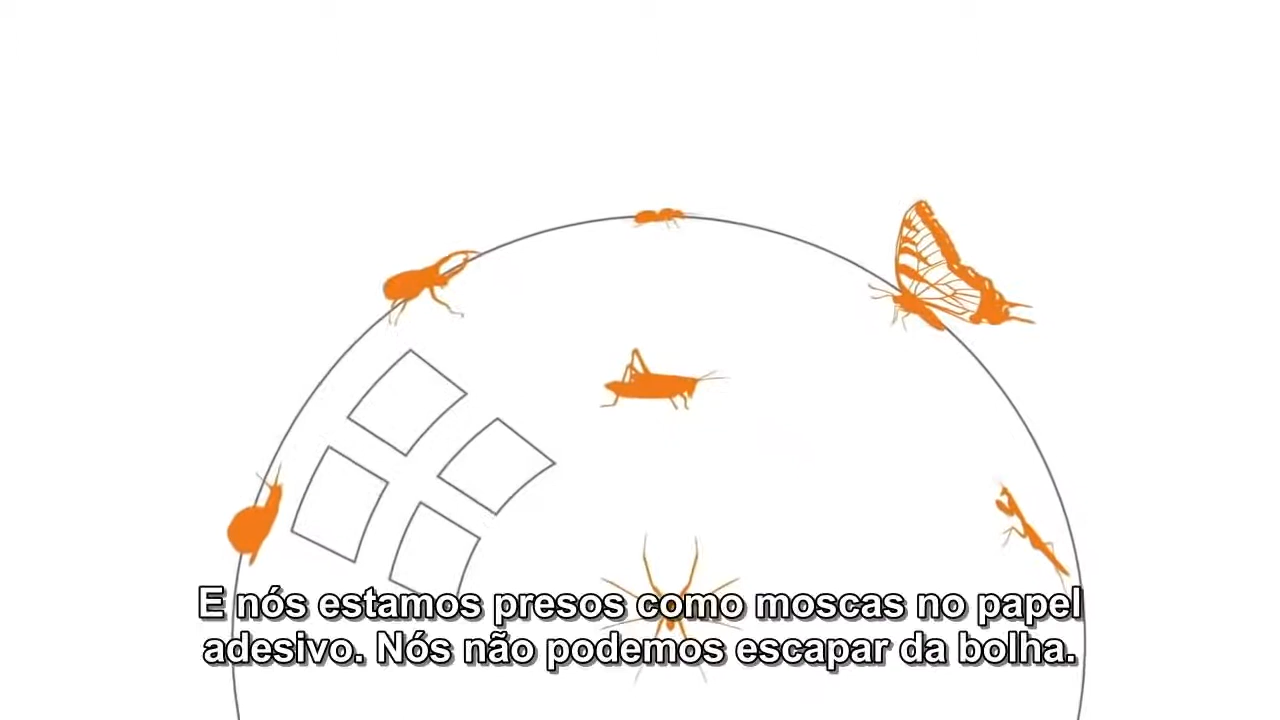 E nós estamos presos como moscas no papel
adesivo. Nós não podemos escapar da bolha.